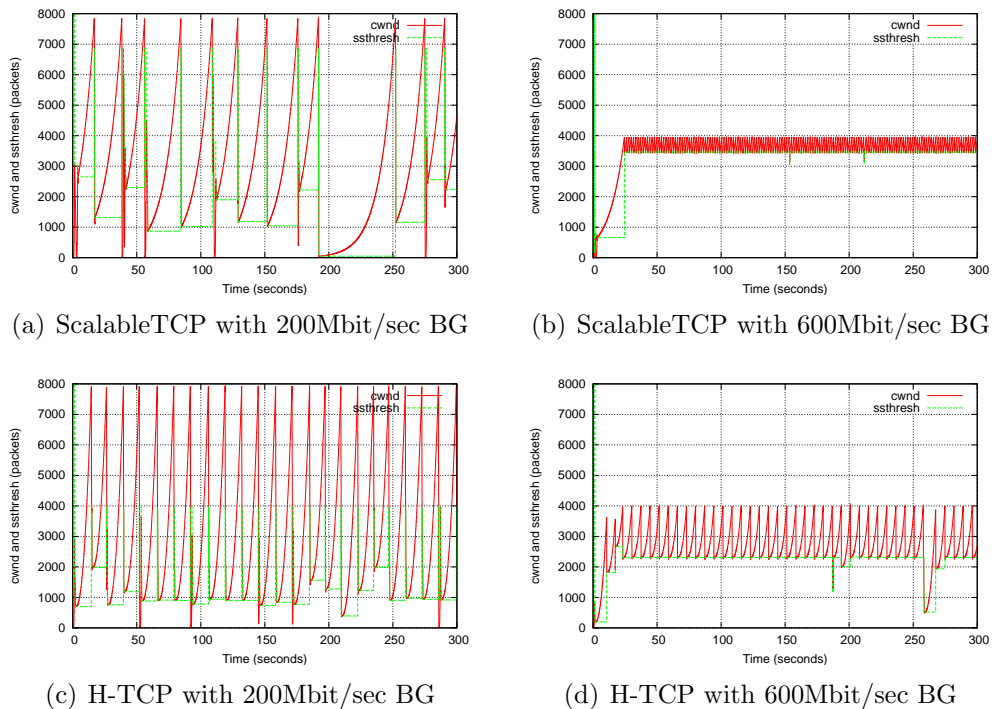 8000
7000
6000
5000
4000
3000
2000
1000
0
cwnd and ssthresh (packets)
cwnd
ssthresh
0 50 100 150 200 250 300
Time (seconds)
(a) ScalableTCP with 200Mbit/sec BG
8000
7000
6000
5000
4000
3000
2000
1000
0
cwnd and ssthresh (packets)
cwnd
ssthresh
0 50 100 150 200 250 300
Time (seconds)
(b) ScalableTCP with 600Mbit/sec BG
8000
7000
6000
5000
4000
3000
2000
1000
0
cwnd and ssthresh (packets)
cwnd
ssthresh
0 50 100 150 200 250 300
Time (seconds)
(c) H-TCP with 200Mbit/sec BG
8000
7000
6000
5000
4000
3000
2000
1000
0
cwnd and ssthresh (packets)
cwnd
ssthresh
0 50 100 150 200 250 300
Time (seconds)
(d) H-TCP with 600Mbit/sec BG